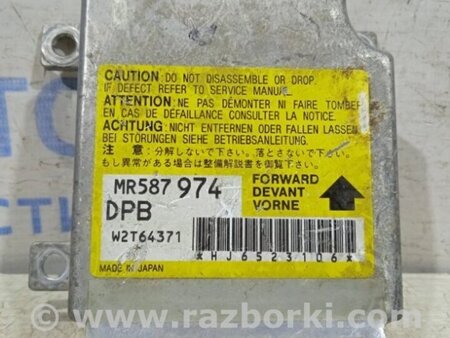 CAUTION: DO NOT DISASSEMBLE OR DROP.
IF DEFECT REFER TO SERVICE MANUAL.
ATTENTION: NE PAS DÉMONTER NI FAIRE TOMBER
EN CAS DE DÉFAILLANCE CONSULTER LA NOTICE.
ACHTUNG: NICHT ENTFERNEN ODER FALLEN LASSEN
BEI STÖRUNGEN SIEHE BETRIEBSANLEITUNG.
注 意: 分解しないで下さい。落とさないで下さい。
もし異常がある場合は整備解説書を御覧下さい。
MR587 974
DPB
W2T64371
FORWARD
DEVANT
VORNE
*HJ6523106*
MADE IN JAPAN
www.razborki.com